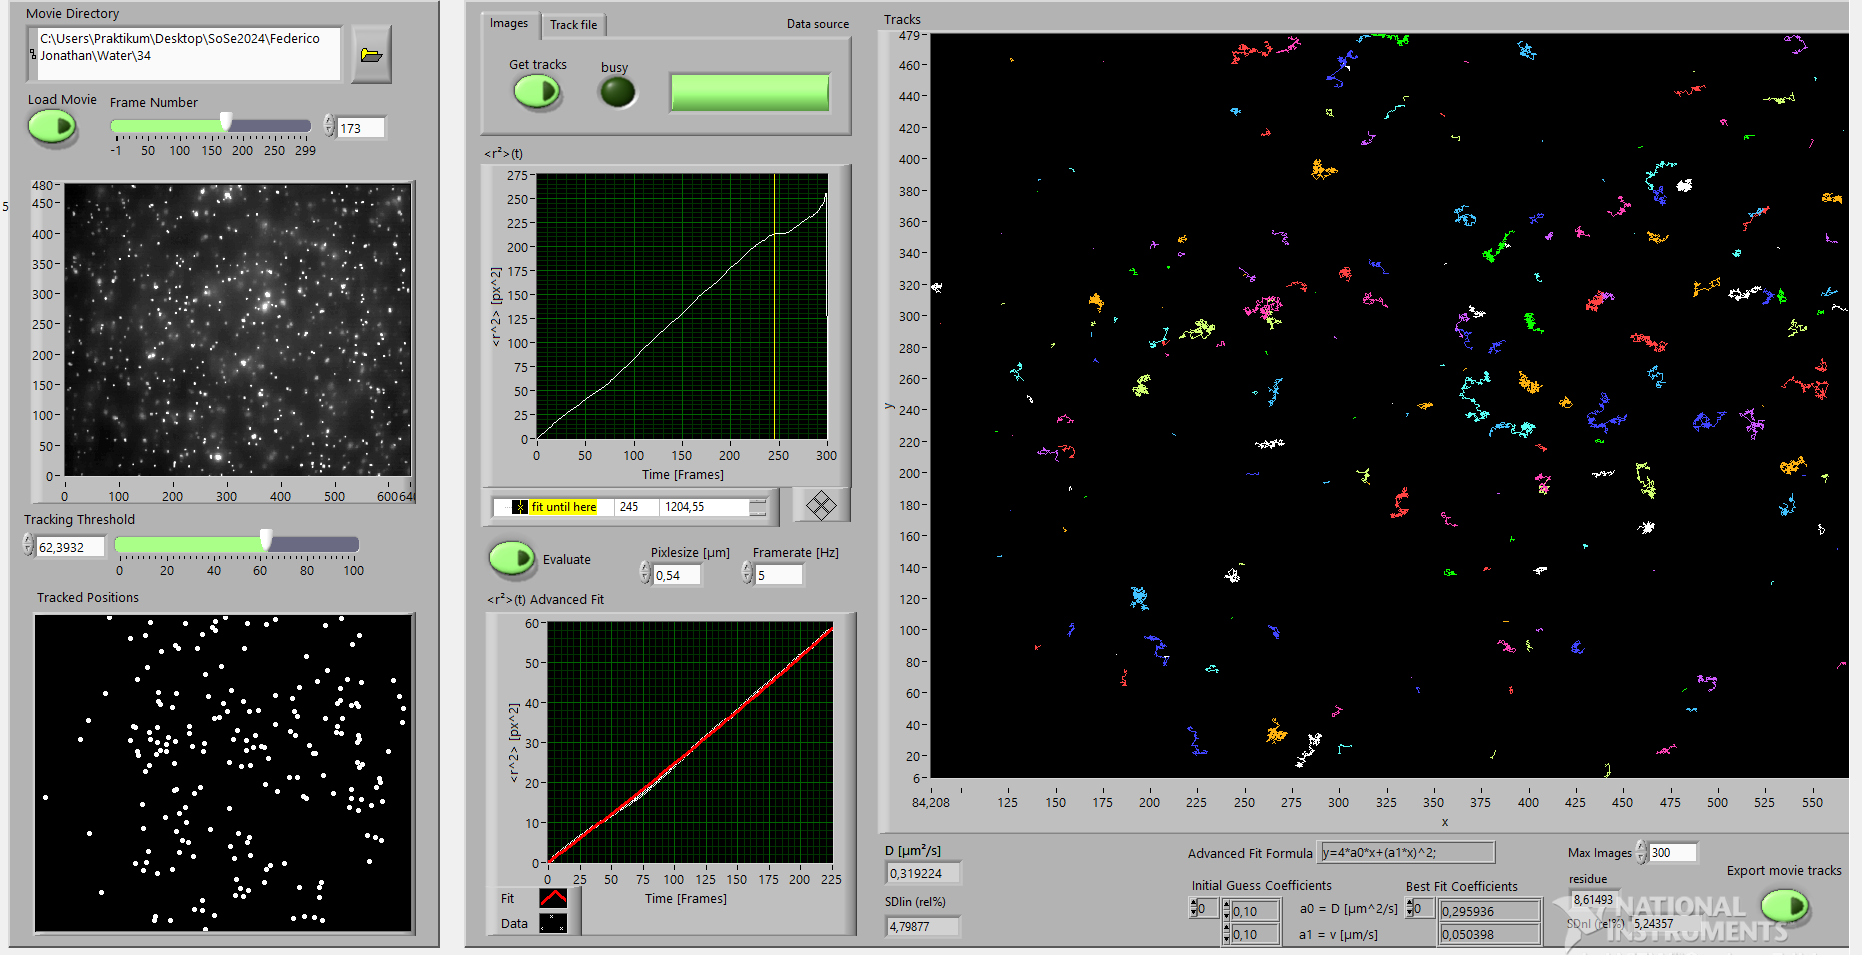 Movie Directory
C:\Users\Praktikum\Desktop\SoSe2024\Federico
Jonathan\Water\34
Load Movie
Frame Number
173
-1 50 100 150 200 250 299
5
480
450
400
350
300
250
200
150
100
50
0
0 100 200 300 400 500 600 640
Tracking Threshold
62,3932
0 20 40 60 80 100
Tracked Positions
Images
Track file
Data source
Get tracks
busy
<r²>(t)
275
250
225
200
175
150
125
100
75
50
25
0
<r^2> [px^2]
0 50 100 150 200 250 300
Time [Frames]
fit until here 245 1204,55
Evaluate
Pixlesize [µm]
0,54
Framerate [Hz]
5
<r²>(t) Advanced Fit
60
50
40
30
20
10
0
<r^2> [px^2]
0 25 50 75 100 125 150 175 200 225
Time [Frames]
Fit
Data
Tracks
479
460
440
420
400
380
360
340
320
300
280
260
240
220
200
180
160
140
120
100
80
60
40
20
6
y
84,208 125 150 175 200 225 250 275 300 325 350 375 400 425 450 475 500 525 550
x
D [µm²/s]
0,319224
SDlin (rel%)
4,79877
Advanced Fit Formula
y=4*a0*x+(a1*x)^2;
Initial Guess Coefficients
0
0,10
0,10
a0 = D [µm^2/s]
a1 = v [µm/s]
Best Fit Coefficients
0
0,295936
0,050398
Max Images
300
residue
8,61493
SDnl (rel%)
5,24357
Export movie tracks
NATIONAL
INSTRUMENTS